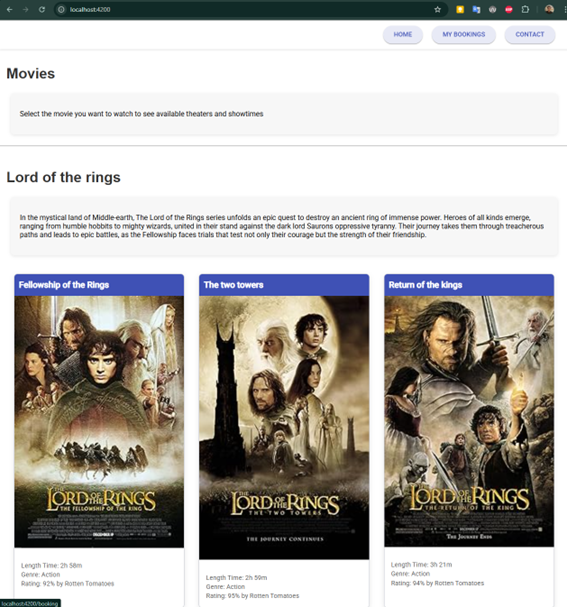 localhost:4200
HOME
MY BOOKINGS
CONTACT
Movies
Select the movie you want to watch to see available theaters and showtimes
Lord of the rings
In the mystical land of Middle-earth, The Lord of the Rings series unfolds an epic quest to destroy an ancient ring of immense power. Heroes of all kinds emerge,
ranging from humble hobbits to mighty wizards, united in their stand against the dark lord Saurons oppressive tyranny. Their journey takes them through treacherous
paths and leads to epic battles, as the Fellowship faces trials that test not only their courage but the strength of their friendship.
Fellowship of the Rings
THE
LORD OF THE RINGS
THE FELLOWSHIP OF THE RING
Length Time: 2h 58m
Genre: Action
Rating: 92% by Rotten Tomatoes
The two towers
THE
LORD OF THE RINGS
THE TWO TOWERS
THE JOURNEY CONTINUES
Length Time: 2h 59m
Genre: Action
Rating: 95% by Rotten Tomatoes
Return of the kings
THE
LORD OF THE RINGS
THE RETURN OF THE KING
THE JOURNEY ENDS
Length Time: 3h 21m
Genre: Action
Rating: 94% by Rotten Tomatoes
localhost:4200/booking